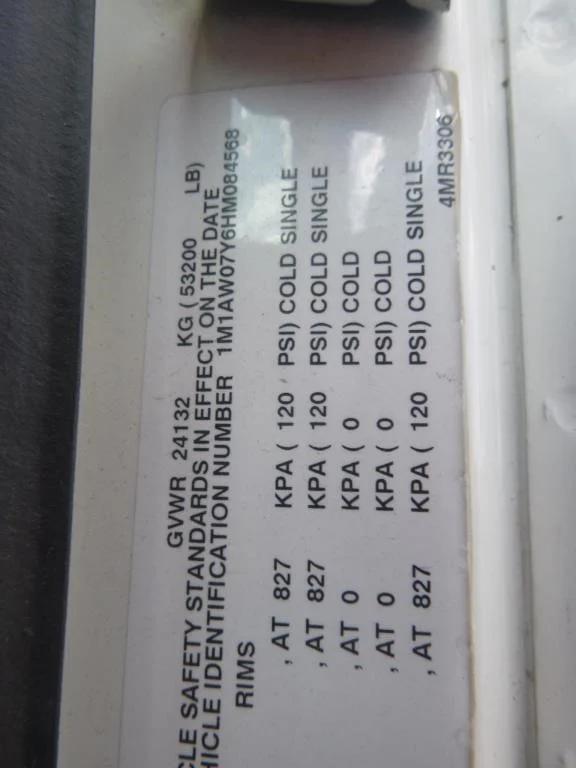 GVWR 24132 KG ( 53200 LB)
CLE SAFETY STANDARDS IN EFFECT ON THE DATE
HICLE IDENTIFICATION NUMBER 1M1AW07Y6HM084568
RIMS
, AT 827 KPA ( 120 PSI) COLD SINGLE
, AT 827 KPA ( 120 PSI) COLD SINGLE
, AT 0 KPA ( 0 PSI) COLD
, AT 0 KPA ( 0 PSI) COLD
, AT 827 KPA ( 120 PSI) COLD SINGLE
4MR3306